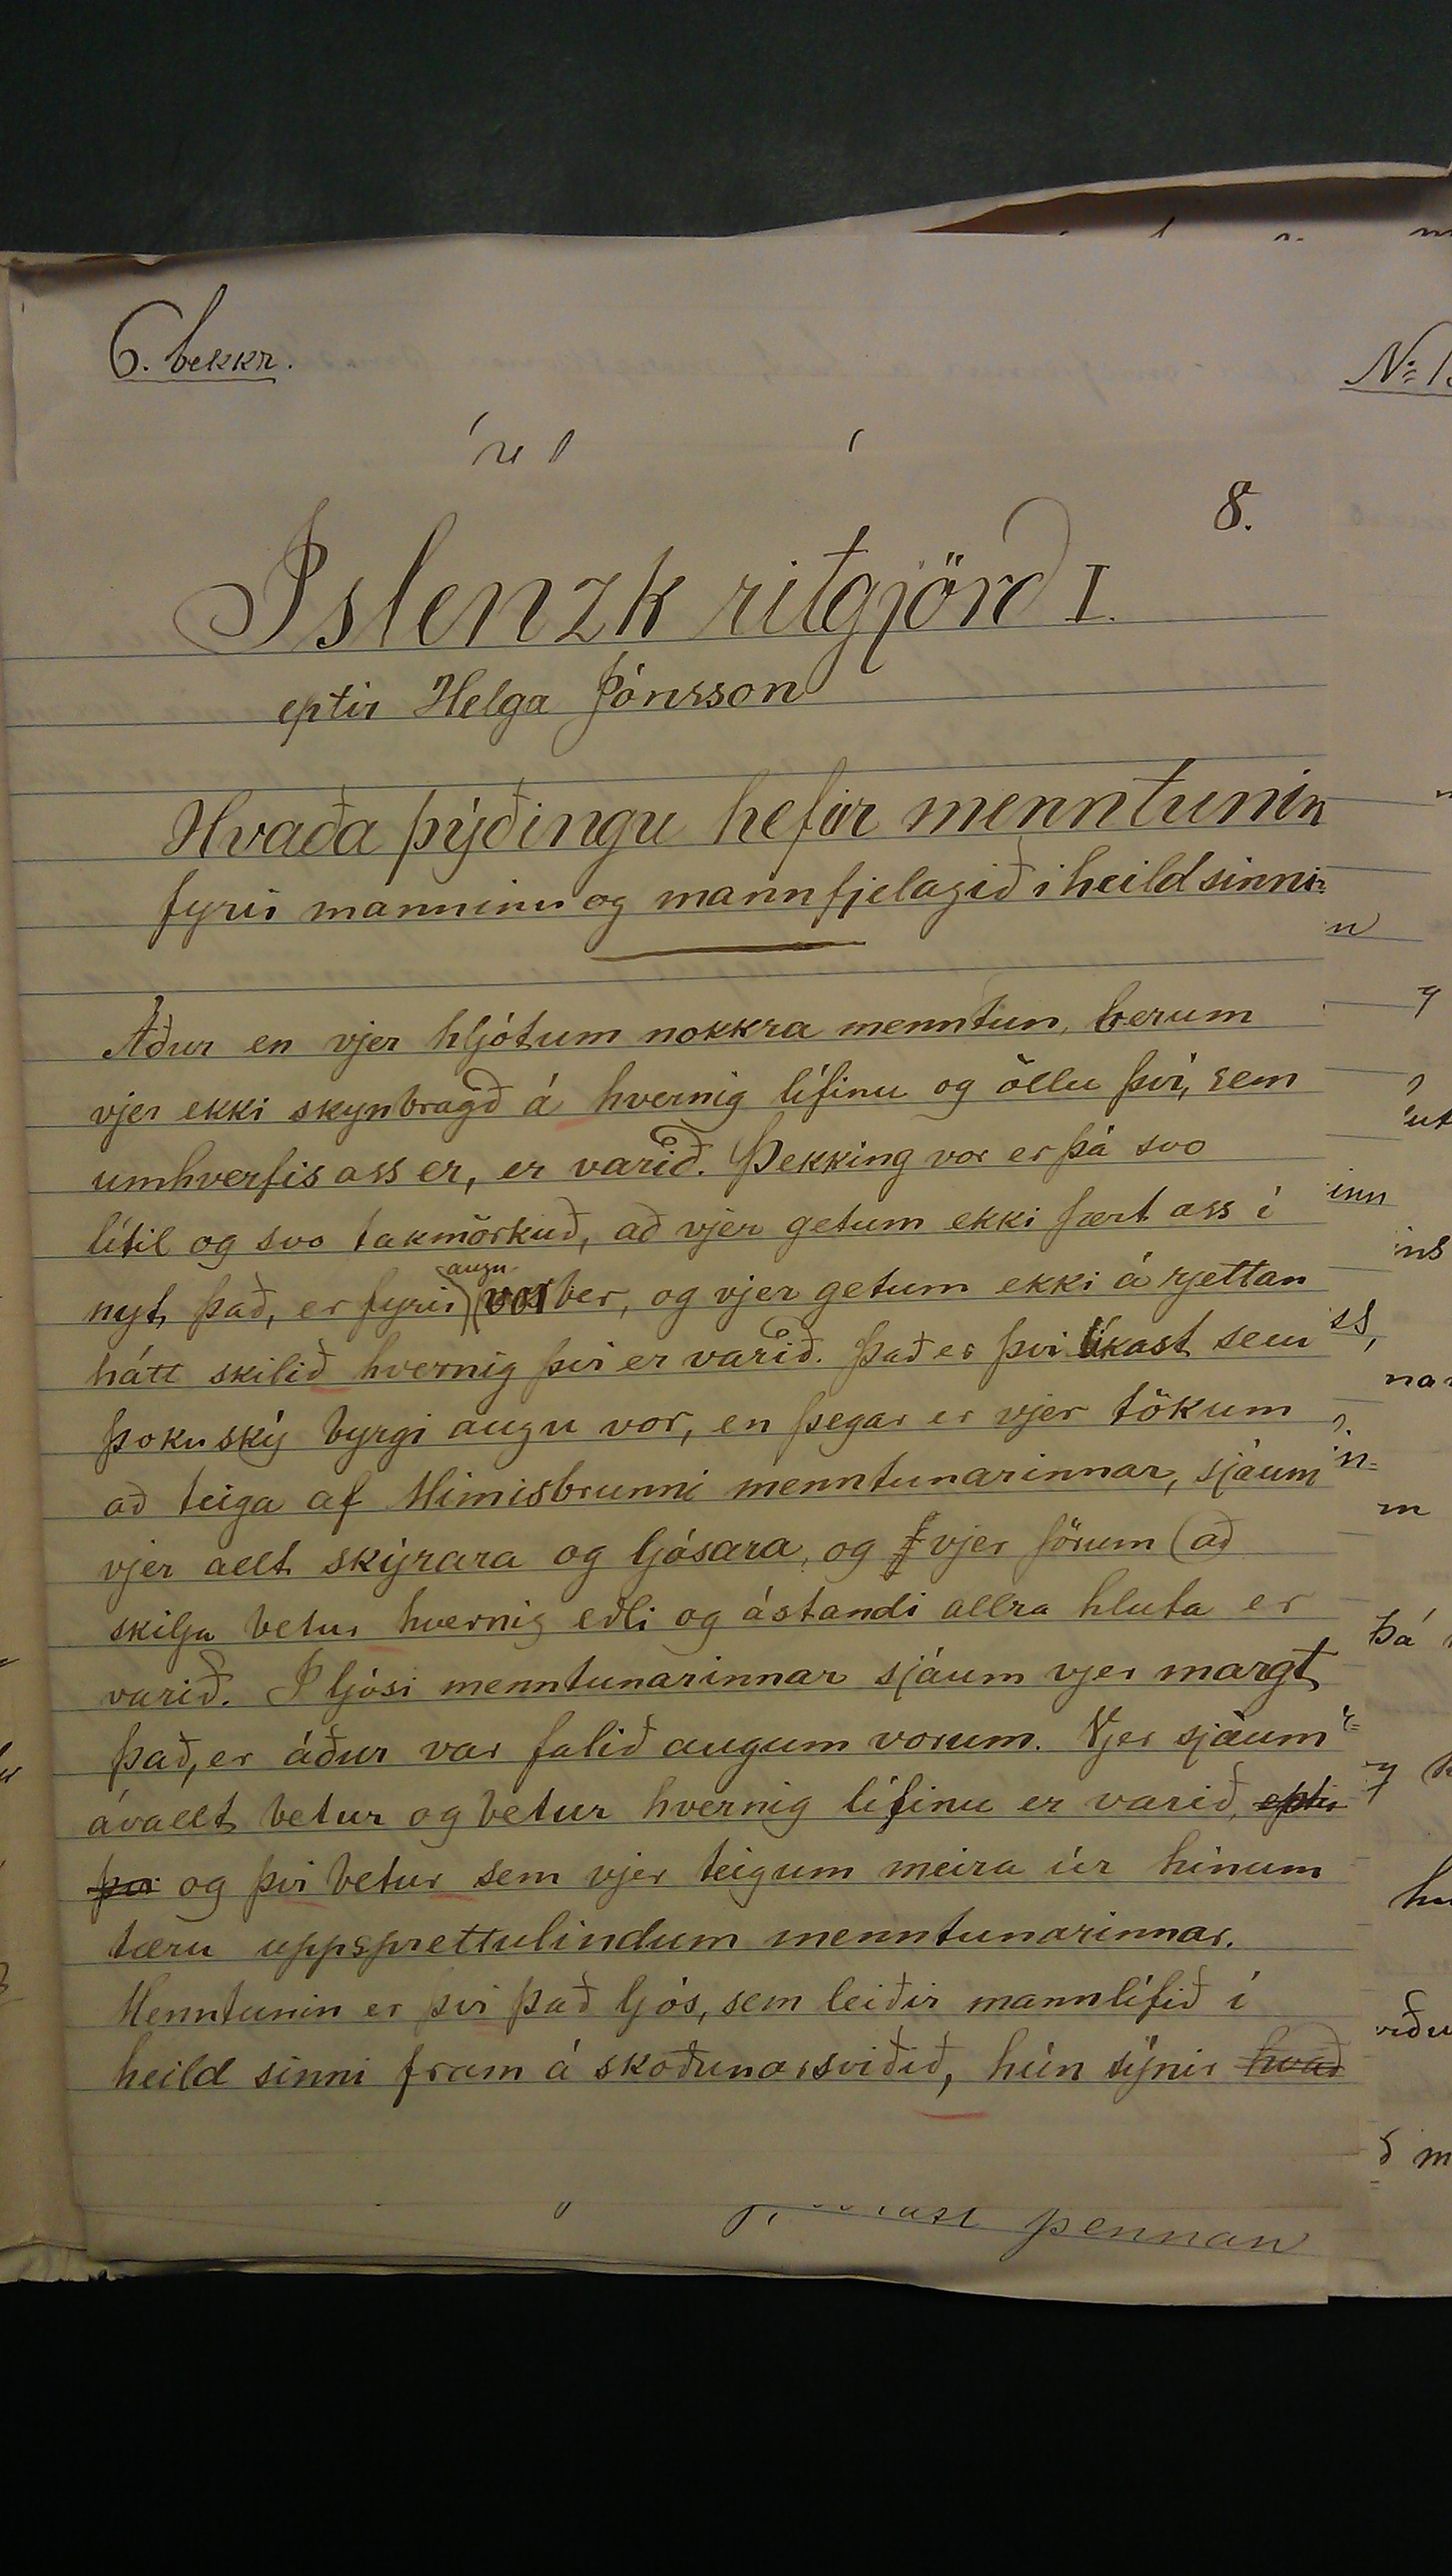 6. bekkr.
8.
Islenzk ritgjörð I.
eptir Helga Jónsson
Hvaða þýðingu hefir menntunin
fyrir manninn og mannfjelagið i heild sinni
Áður en vjer hljótum nokkra menntun, berum
vjer ekki skynbragð á hvernig lífinu og öllu því, sem
umhverfis oss er, er varið. Þekking vor er þá svo
lítil og svo takmörkuð, að vjer getum ekki fært oss í
nyt það, er fyrir augu vor ber, og vjer getum ekki á rjettan
hátt skilið hvernig því er varið. Það er því líkast sem
þokuský byrgi augu vor, en þegar er vjer tökum
að teiga af Mimisbrunni menntunarinnar, sjáum
vjer allt skýrara og ljósara, og vjer förum að
skilja betur hvernig eðli og ástandi allra hluta er
varið. I ljósi menntunarinnar sjáum vjer margt
það, er áður var falið augum vorum. Vjer sjáum
ávallt betur og betur hvernig lífinu er varið, eptir
því og því betur sem vjer teigum meira úr hinum
tæru uppsprettulindum menntunarinnar.
Menntunin er því það ljós, sem leiðir mannlífið í
heild sinni fram á skoðunarsviðið, hún sýnir hvað
þennan